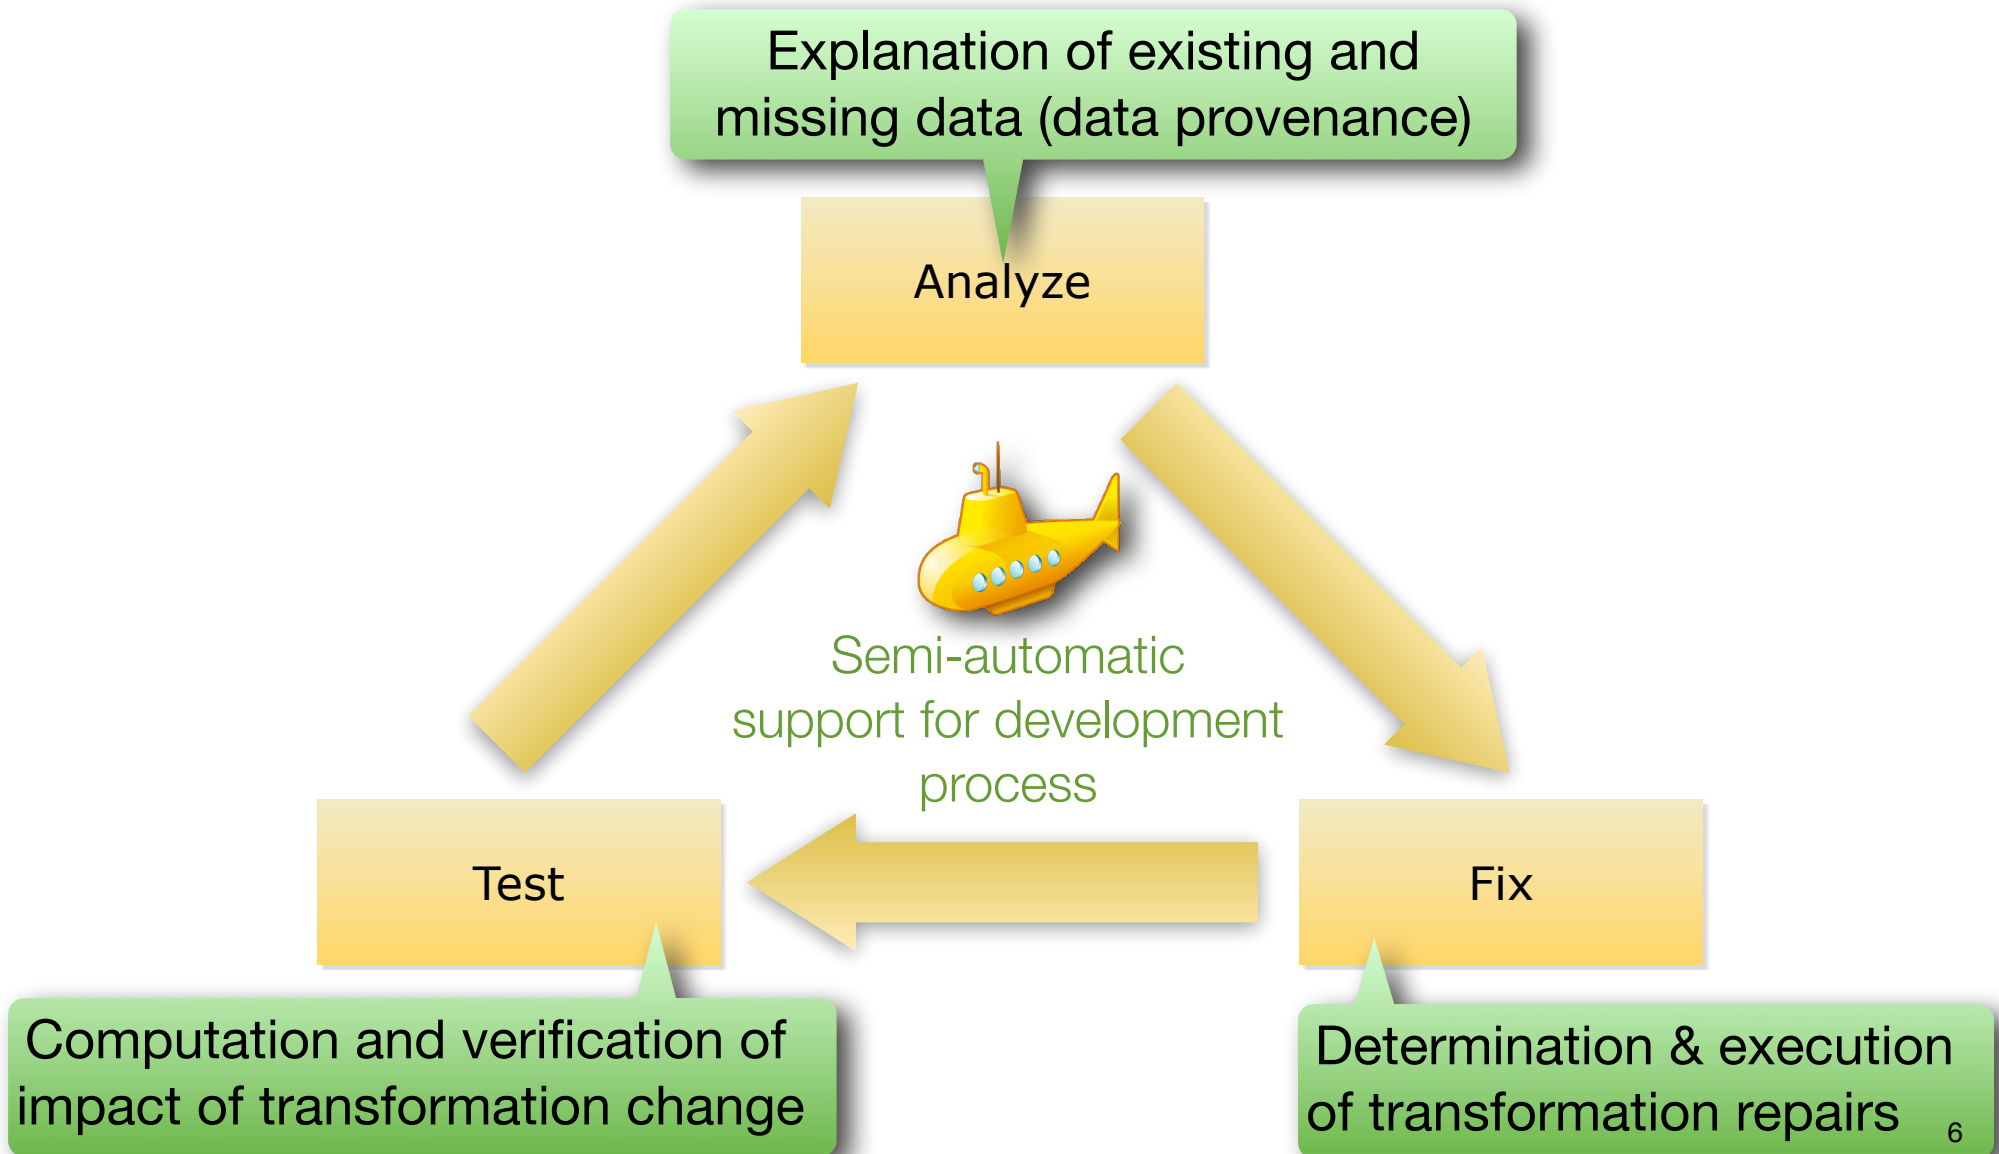 Explanation of existing and
missing data (data provenance)
Analyze
Semi-automatic
support for development
process
Test
Fix
Computation and verification of
impact of transformation change
Determination & execution
of transformation repairs
6